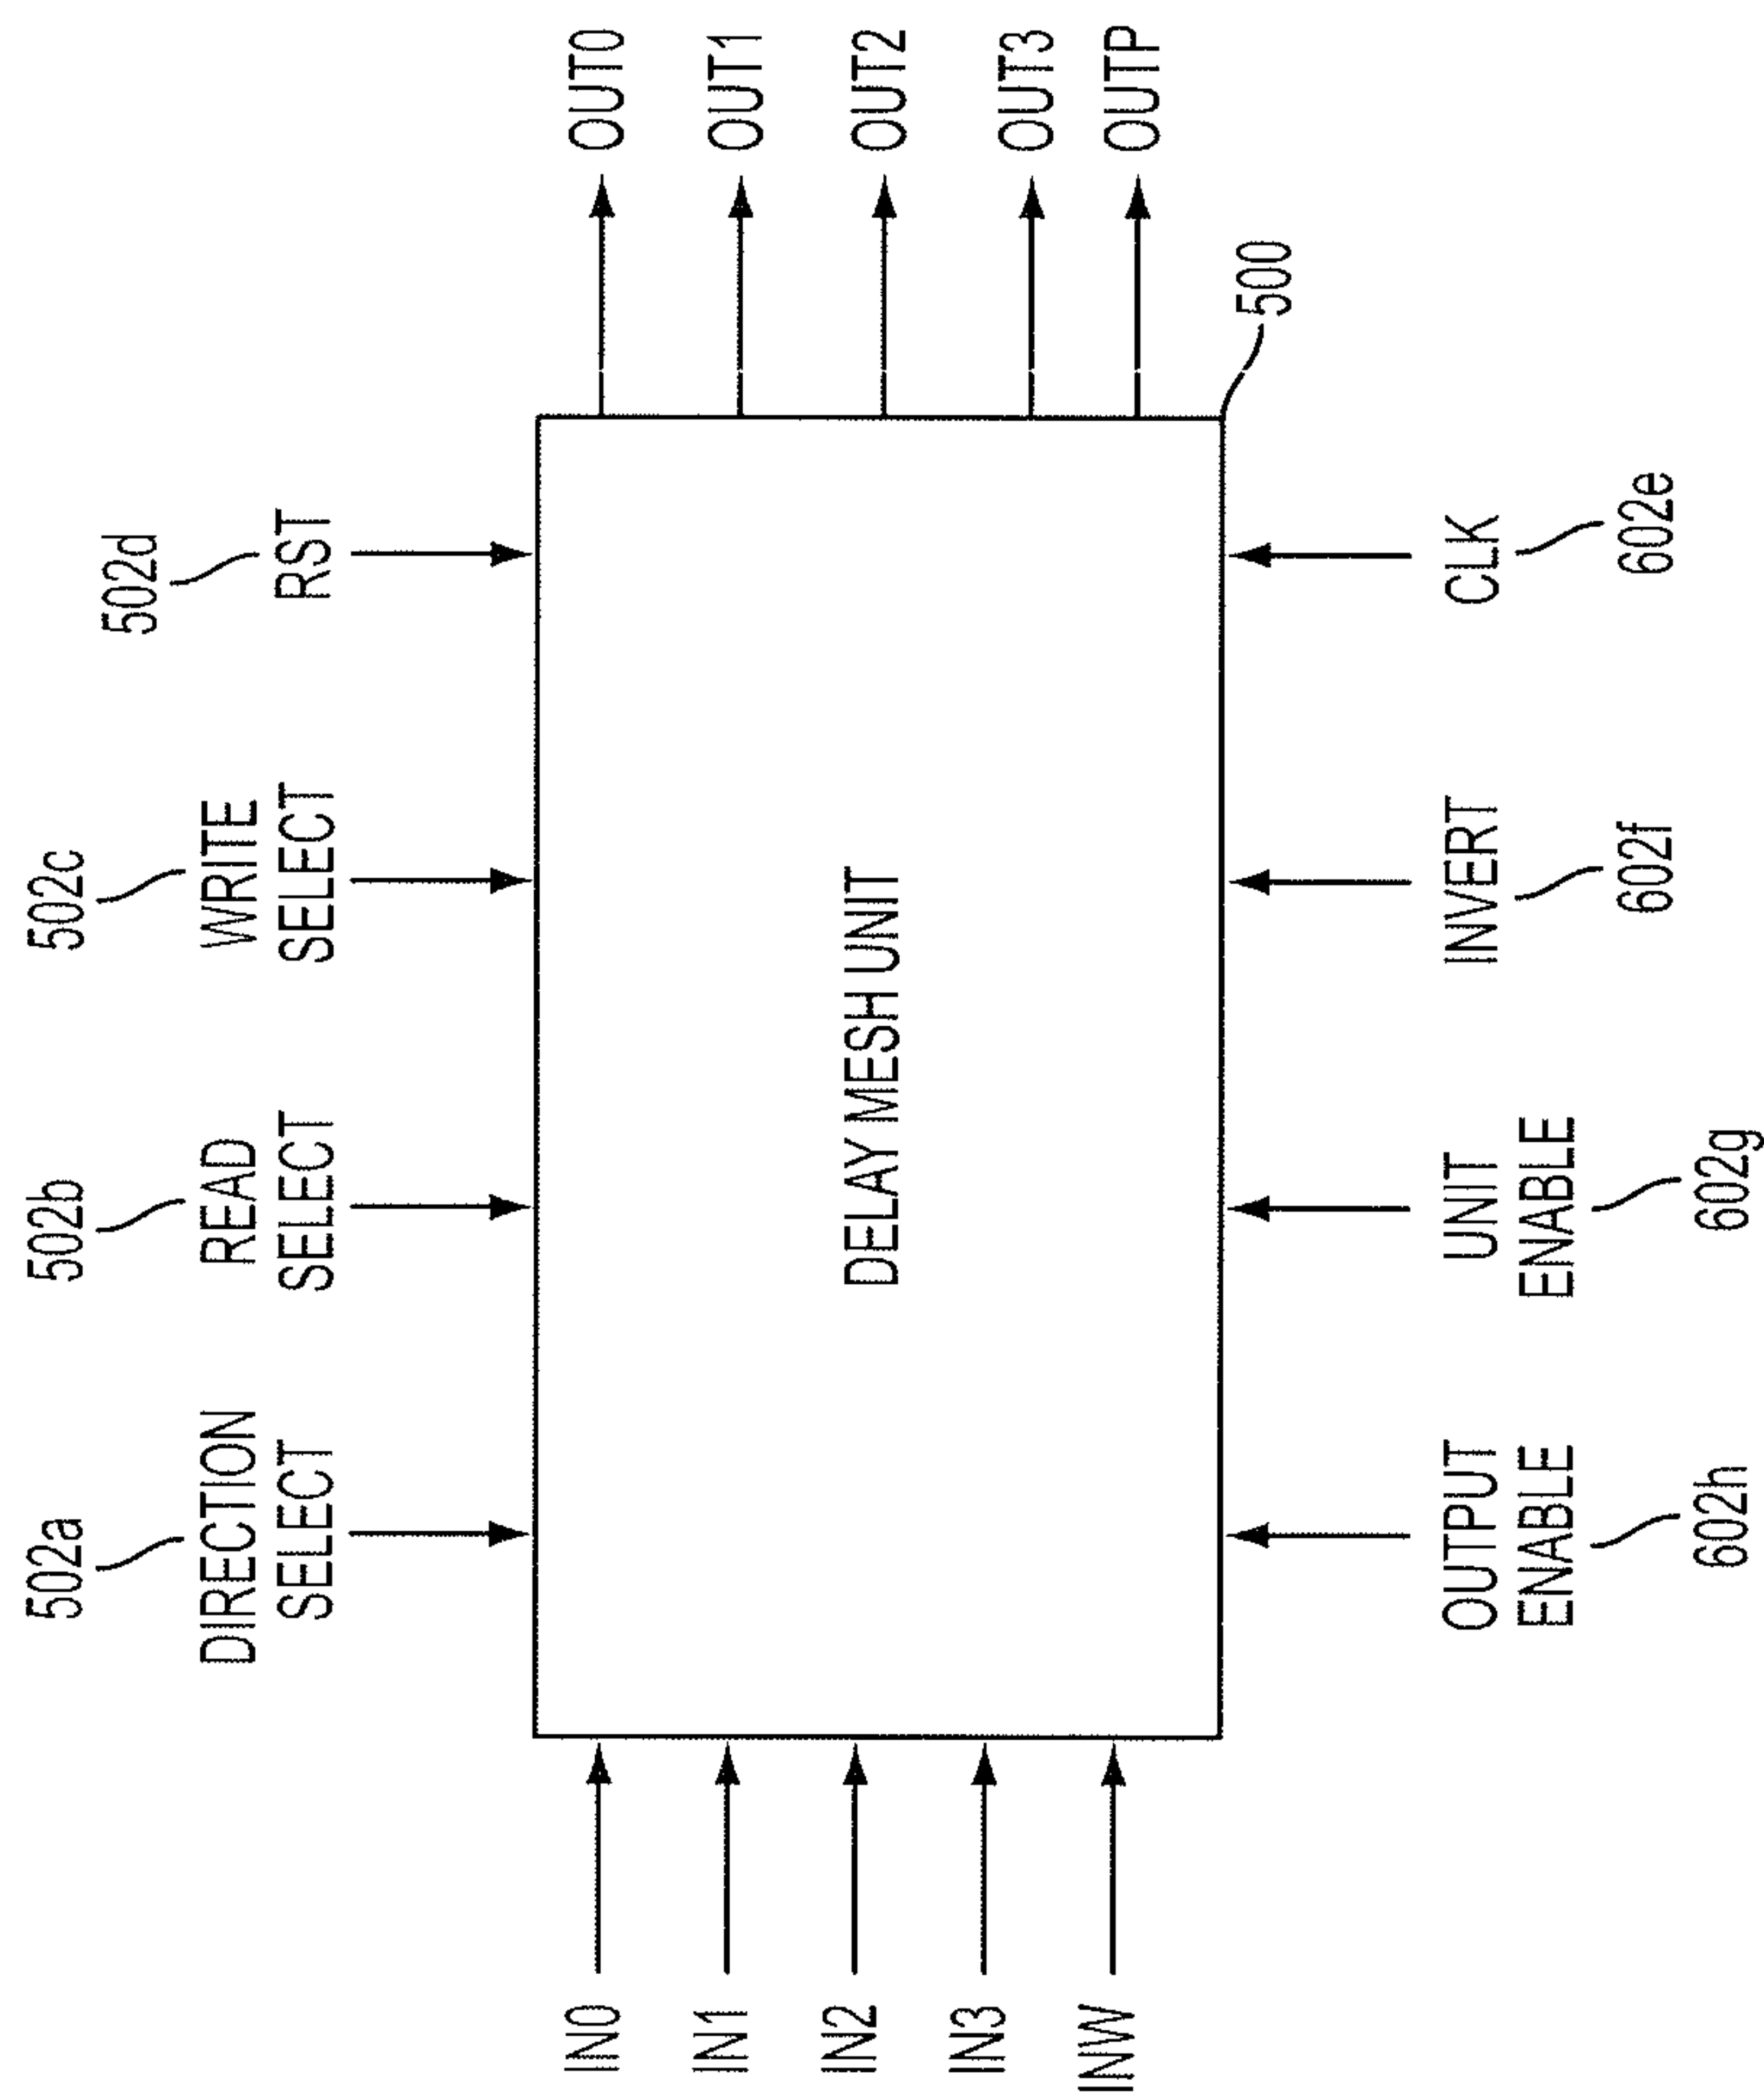 502a
DIRECTION
SELECT
502b
READ
SELECT
502c
WRITE
SELECT
502d
RST
IN0
IN1
IN2
IN3
INW
DELAY MESH UNIT
OUT0
OUT1
OUT2
OUT3
OUTP
500
OUTPUT
ENABLE
602h
UNIT
ENABLE
602g
INVERT
602f
CLK
602e